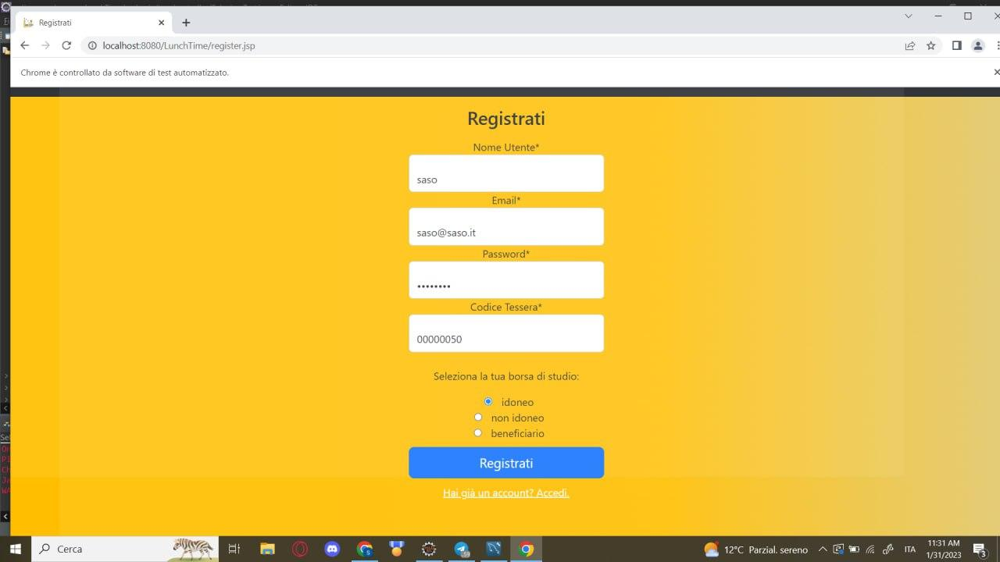 Registrati
localhost:8080/LunchTime/register.jsp
Chrome è controllato da software di test automatizzato.
Registrati
Nome Utente*
saso
Email*
saso@saso.it
Password*
••••••••
Codice Tessera*
00000050
Seleziona la tua borsa di studio:
idoneo
non idoneo
beneficiario
Registrati
Hai già un account? Accedi.
Cerca
59
12°C Parzial. sereno
ITA
11:31 AM
1/31/2023
3